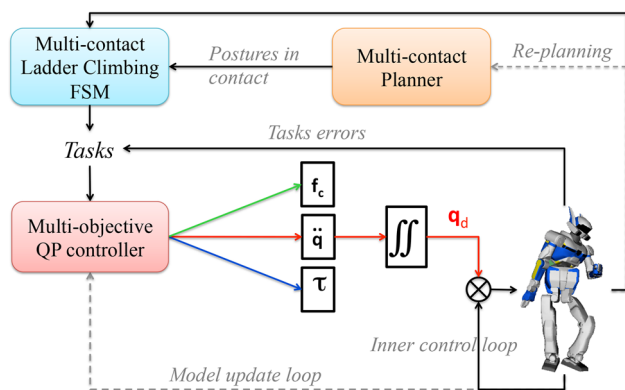 Multi-contact
Ladder Climbing
FSM
Postures in
contact
Multi-contact
Planner
Re-planning
Tasks
Tasks errors
Multi-objective
QP controller
f_c
q̈
τ
∬
q_d
Inner control loop
Model update loop